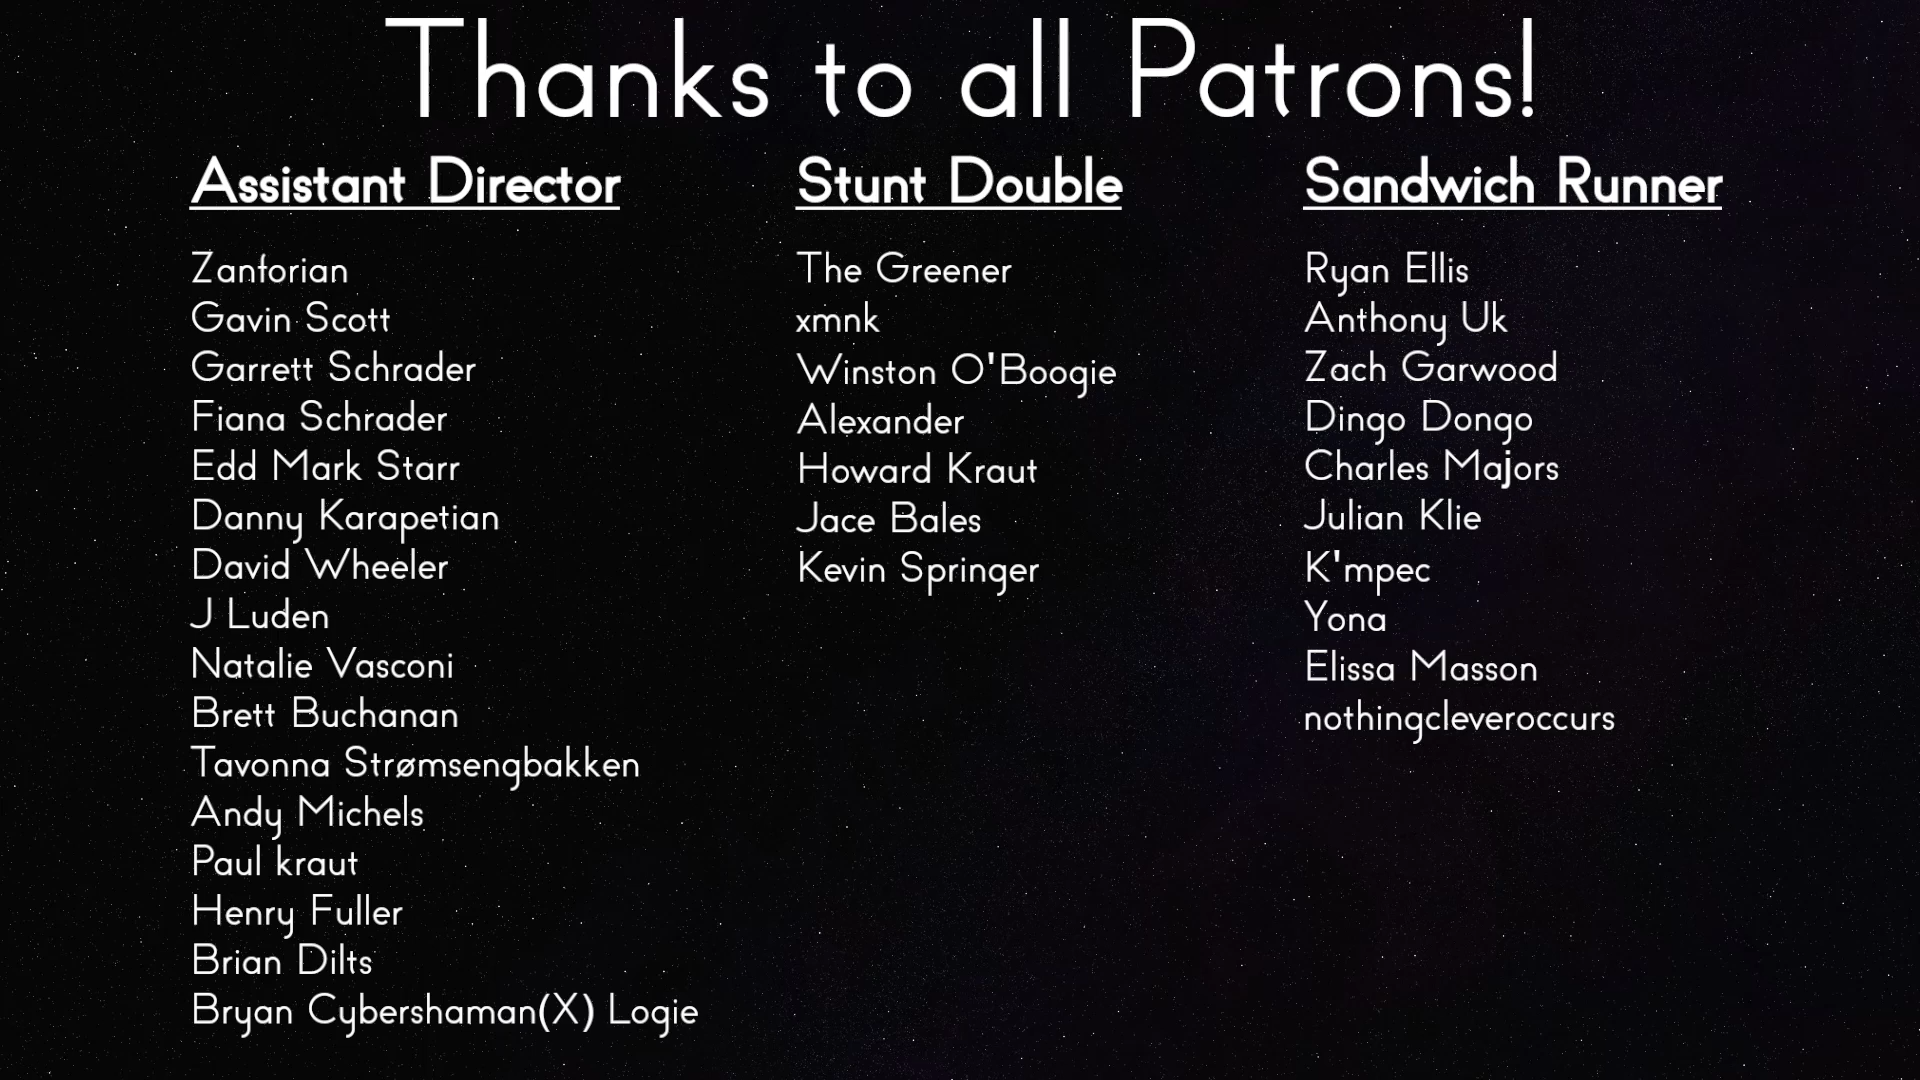 Thanks to all Patrons!
Assistant Director
Zanforian
Gavin Scott
Garrett Schrader
Fiana Schrader
Edd Mark Starr
Danny Karapetian
David Wheeler
J Luden
Natalie Vasconi
Brett Buchanan
Tavonna Strømsengbakken
Andy Michels
Paul kraut
Henry Fuller
Brian Dilts
Bryan Cybershaman(X) Logie
Stunt Double
The Greener
xmnk
Winston O'Boogie
Alexander
Howard Kraut
Jace Bales
Kevin Springer
Sandwich Runner
Ryan Ellis
Anthony Uk
Zach Garwood
Dingo Dongo
Charles Majors
Julian Klie
K'mpec
Yona
Elissa Masson
nothingcleveroccurs